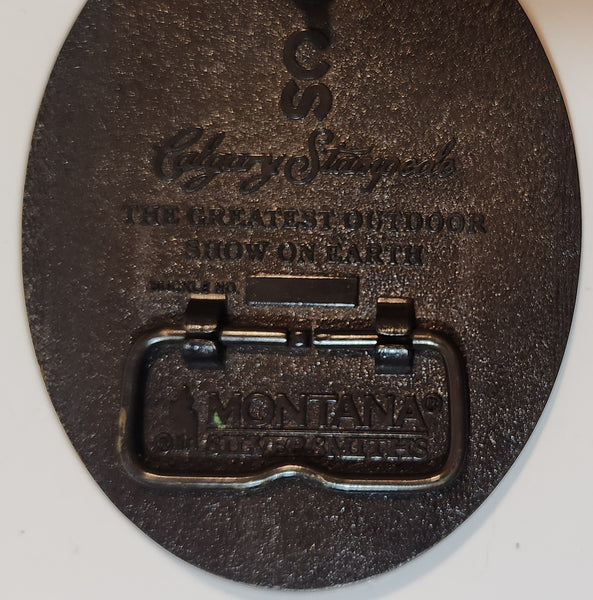 Calgary Stampede
THE GREATEST OUTDOOR
SHOW ON EARTH
BUCKLE NO.
MONTANA®
SILVERSMITHS